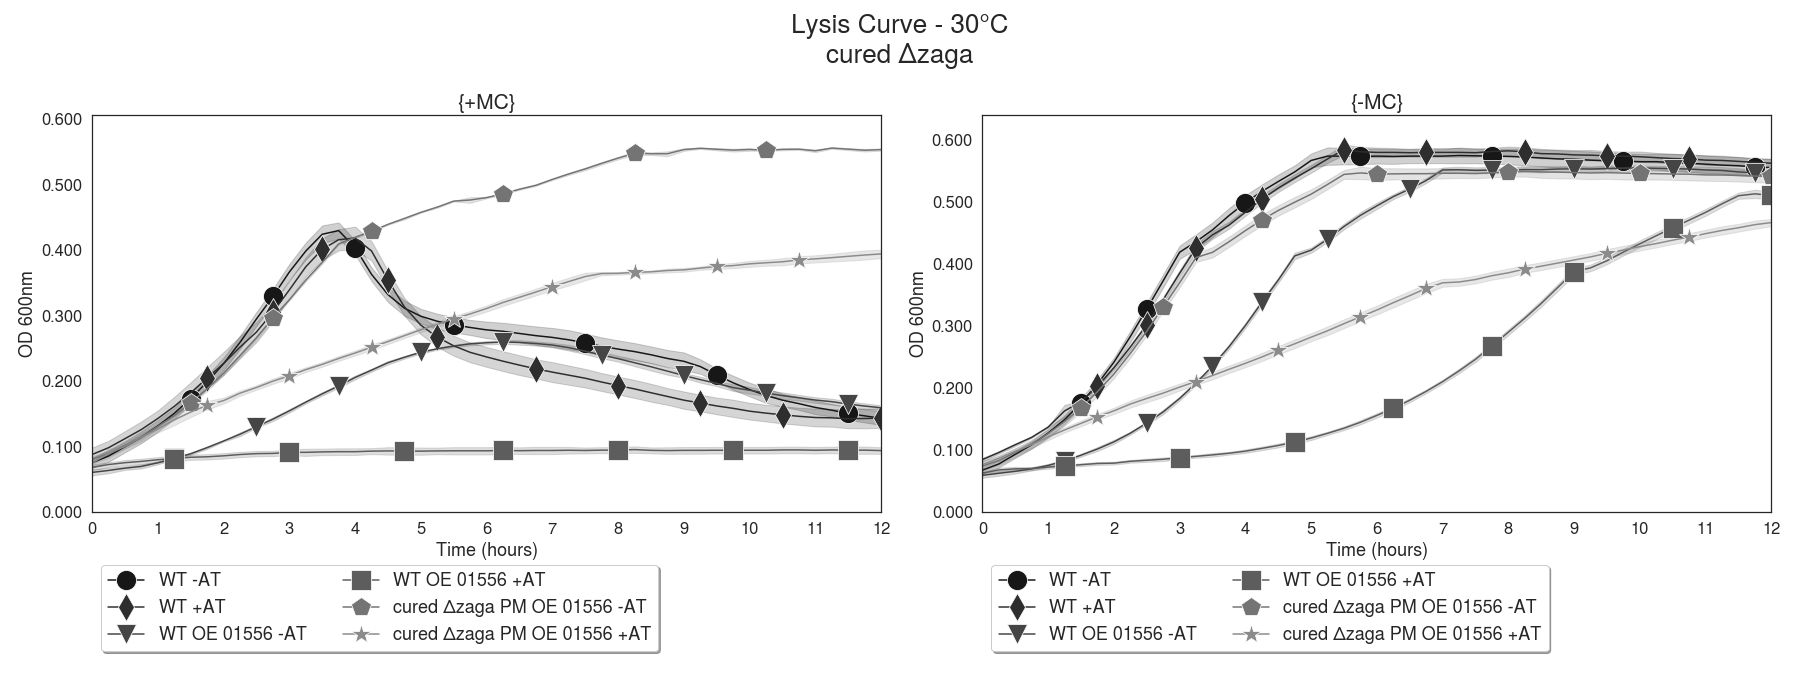 Lysis Curve - 30°C
cured Δzaga
{+MC}
0.600
0.500
0.400
0.300
0.200
0.100
0.000
OD 600nm
0 1 2 3 4 5 6 7 8 9 10 11 12
Time (hours)
WT -AT
WT +AT
WT OE 01556 -AT
WT OE 01556 +AT
cured Δzaga PM OE 01556 -AT
cured Δzaga PM OE 01556 +AT
{-MC}
0.600
0.500
0.400
0.300
0.200
0.100
0.000
OD 600nm
0 1 2 3 4 5 6 7 8 9 10 11 12
Time (hours)
WT -AT
WT +AT
WT OE 01556 -AT
WT OE 01556 +AT
cured Δzaga PM OE 01556 -AT
cured Δzaga PM OE 01556 +AT